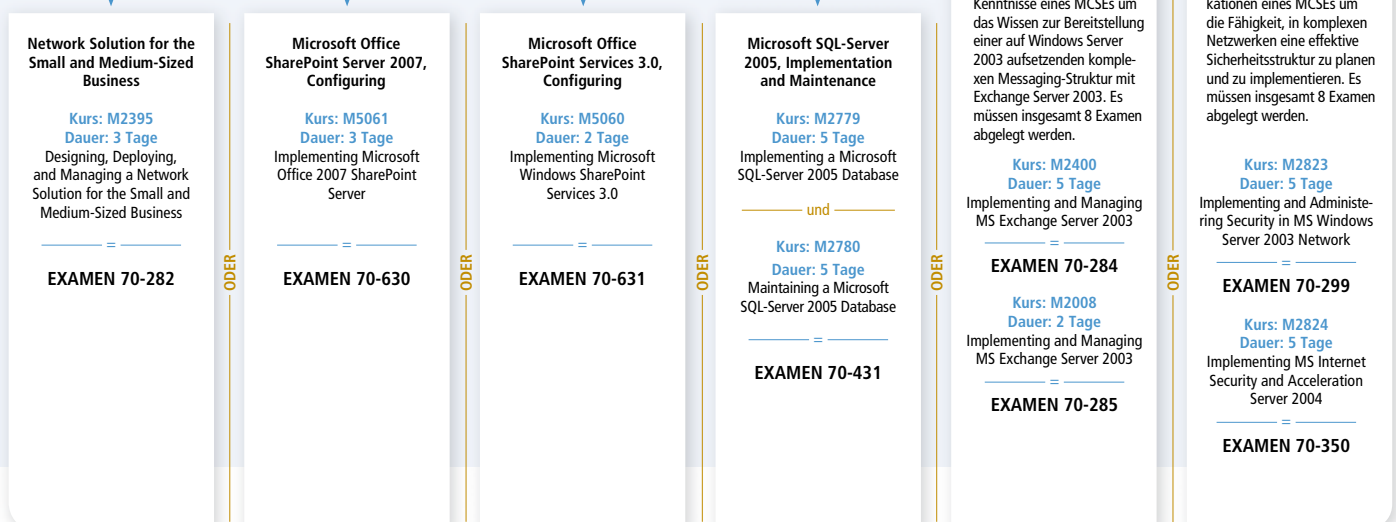 Network Solution for the
Small and Medium-Sized
Business
Kurs: M2395
Dauer: 3 Tage
Designing, Deploying,
and Managing a Network
Solution for the Small and
Medium-Sized Business
=
EXAMEN 70-282
ODER
Microsoft Office
SharePoint Server 2007,
Configuring
Kurs: M5061
Dauer: 3 Tage
Implementing Microsoft
Office 2007 SharePoint
Server
=
EXAMEN 70-630
ODER
Microsoft Office
SharePoint Services 3.0,
Configuring
Kurs: M5060
Dauer: 2 Tage
Implementing Microsoft
Windows SharePoint
Services 3.0
=
EXAMEN 70-631
ODER
Microsoft SQL-Server
2005, Implementation
and Maintenance
Kurs: M2779
Dauer: 5 Tage
Implementing a Microsoft
SQL-Server 2005 Database
und
Kurs: M2780
Dauer: 5 Tage
Maintaining a Microsoft
SQL-Server 2005 Database
=
EXAMEN 70-431
ODER
Kenntnisse eines MCSEs um
das Wissen zur Bereitstellung
einer auf Windows Server
2003 aufsetzenden komple-
xen Messaging-Struktur mit
Exchange Server 2003. Es
müssen insgesamt 8 Examen
abgelegt werden.
Kurs: M2400
Dauer: 5 Tage
Implementing and Managing
MS Exchange Server 2003
=
EXAMEN 70-284
Kurs: M2008
Dauer: 2 Tage
Implementing and Managing
MS Exchange Server 2003
=
EXAMEN 70-285
ODER
kationen eines MCSEs um
die Fähigkeit, in komplexen
Netzwerken eine effektive
Sicherheitsstruktur zu planen
und zu implementieren. Es
müssen insgesamt 8 Examen
abgelegt werden.
Kurs: M2823
Dauer: 5 Tage
Implementing and Administe-
ring Security in MS Windows
Server 2003 Network
=
EXAMEN 70-299
Kurs: M2824
Dauer: 5 Tage
Implementing MS Internet
Security and Acceleration
Server 2004
=
EXAMEN 70-350